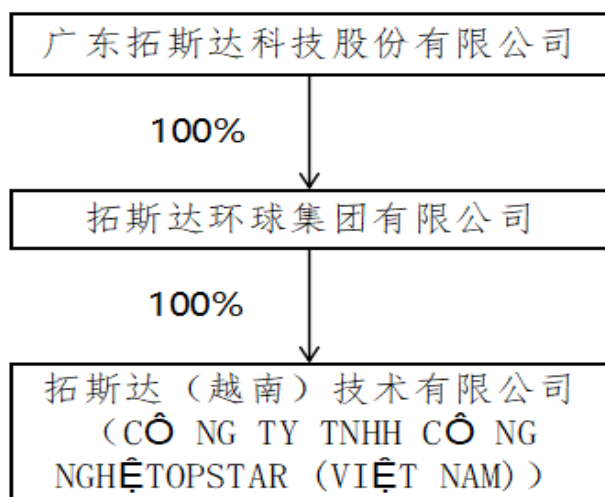 广东拓斯达科技股份有限公司
100%
拓斯达环球集团有限公司
100%
拓斯达（越南）技术有限公司
（CÔ NG TY TNHH CÔ NG
NGHỆTOPSTAR (VIỆT NAM)）